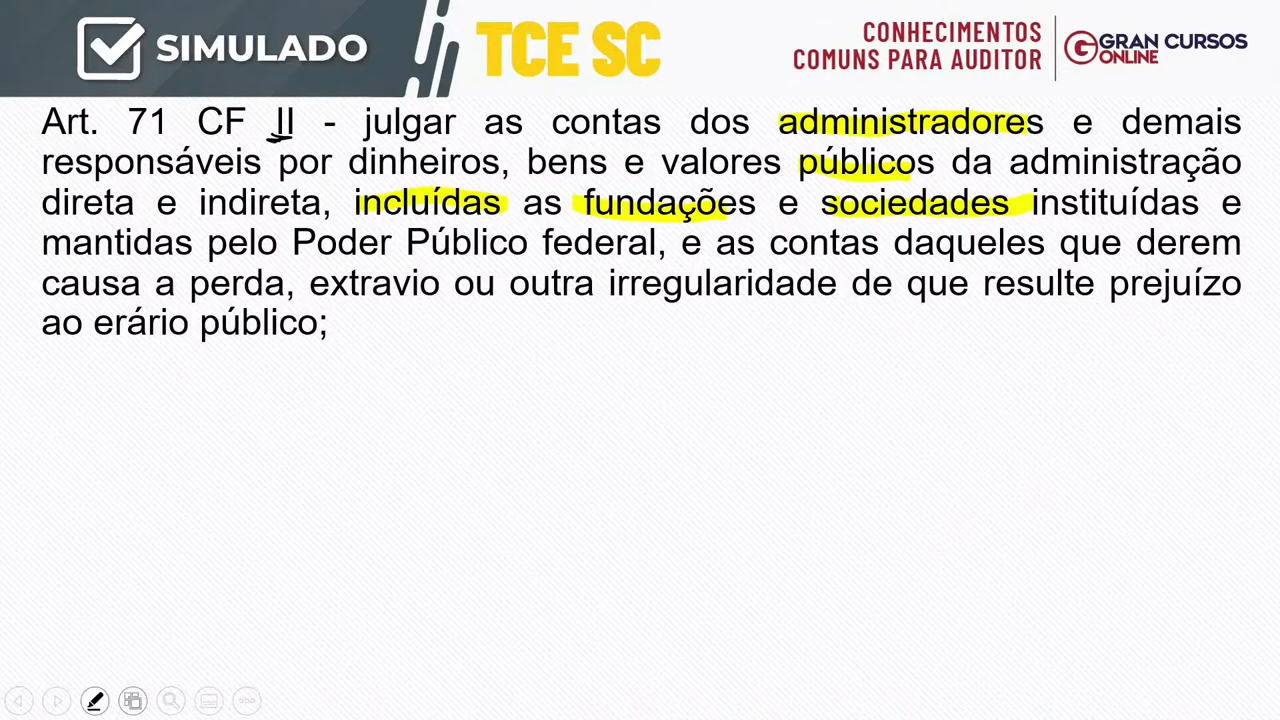 SIMULADO
TCE SC
CONHECIMENTOS
COMUNS PARA AUDITOR
GRAN CURSOS
ONLINE
Art. 71 CF II - julgar as contas dos administradores e demais
responsáveis por dinheiros, bens e valores públicos da administração
direta e indireta, incluídas as fundações e sociedades instituídas e
mantidas pelo Poder Público federal, e as contas daqueles que derem
causa a perda, extravio ou outra irregularidade de que resulte prejuízo
ao erário público;